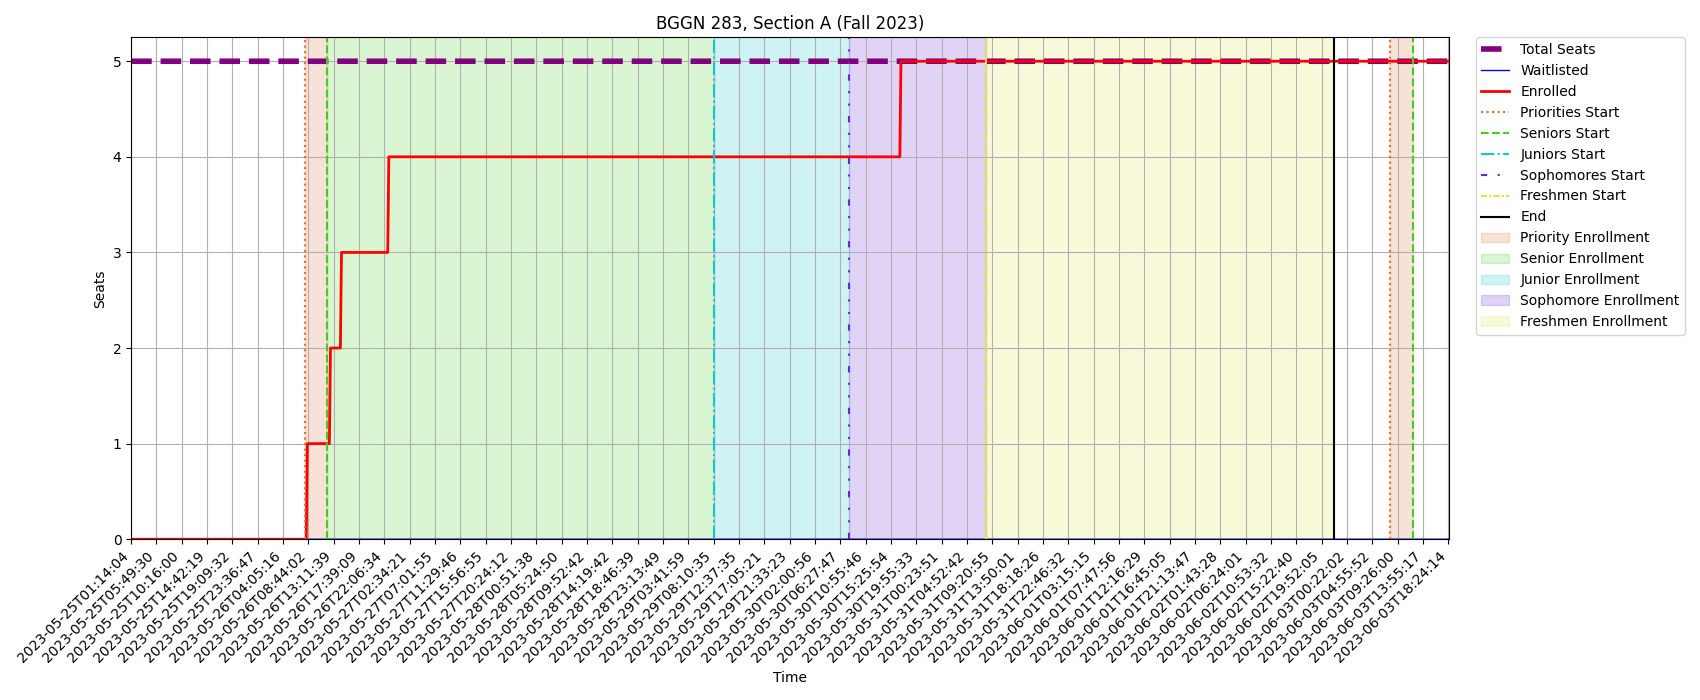 BGGN 283, Section A (Fall 2023)
Seats
5
4
3
2
1
0
2023-05-25T01:14:04
2023-05-25T05:49:30
2023-05-25T10:16:00
2023-05-25T14:42:19
2023-05-25T19:09:32
2023-05-25T23:36:47
2023-05-26T04:05:16
2023-05-26T08:44:02
2023-05-26T13:11:39
2023-05-26T17:39:09
2023-05-26T22:06:34
2023-05-27T02:34:21
2023-05-27T07:01:55
2023-05-27T11:29:46
2023-05-27T15:56:55
2023-05-27T20:24:12
2023-05-28T00:51:38
2023-05-28T05:24:50
2023-05-28T09:52:42
2023-05-28T14:19:42
2023-05-28T18:46:39
2023-05-28T23:13:49
2023-05-29T03:41:59
2023-05-29T08:10:35
2023-05-29T12:37:35
2023-05-29T17:05:21
2023-05-29T21:33:23
2023-05-30T02:00:56
2023-05-30T06:27:47
2023-05-30T10:55:46
2023-05-30T15:25:54
2023-05-30T19:55:33
2023-05-31T00:23:51
2023-05-31T04:52:42
2023-05-31T09:20:55
2023-05-31T13:50:01
2023-05-31T18:18:26
2023-05-31T22:46:32
2023-06-01T03:15:15
2023-06-01T07:47:56
2023-06-01T12:16:29
2023-06-01T16:45:05
2023-06-01T21:13:47
2023-06-02T01:43:28
2023-06-02T06:24:01
2023-06-02T10:53:32
2023-06-02T15:22:40
2023-06-02T19:52:05
2023-06-03T00:22:02
2023-06-03T04:55:52
2023-06-03T09:26:00
2023-06-03T13:55:17
2023-06-03T18:24:14
Time
Total Seats
Waitlisted
Enrolled
Priorities Start
Seniors Start
Juniors Start
Sophomores Start
Freshmen Start
End
Priority Enrollment
Senior Enrollment
Junior Enrollment
Sophomore Enrollment
Freshmen Enrollment